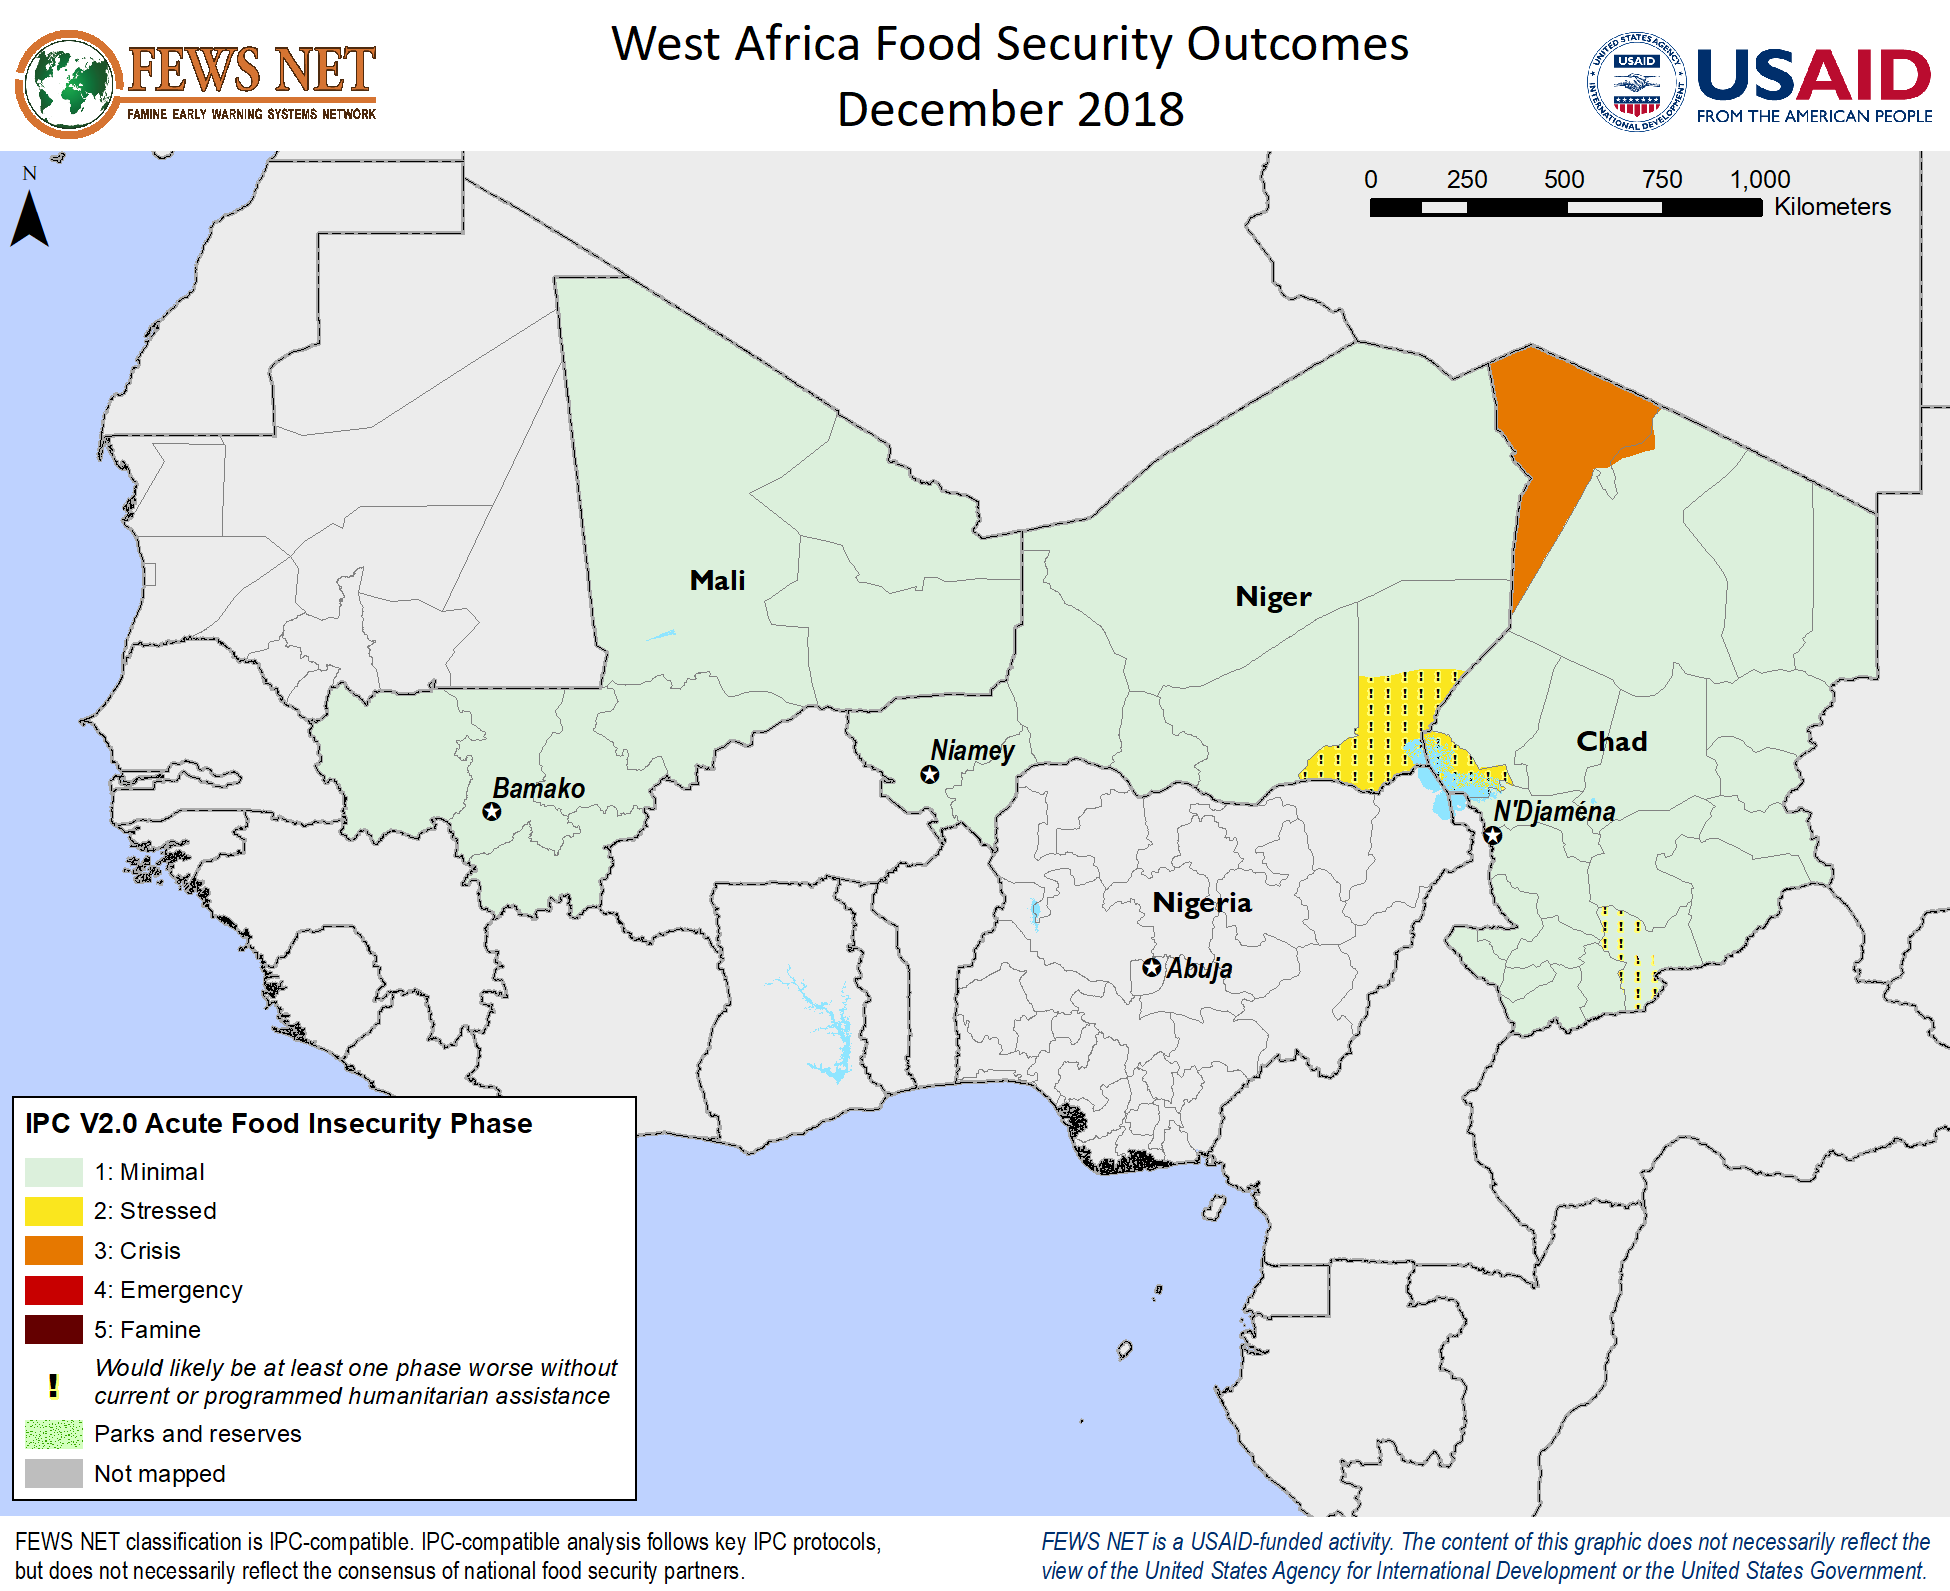 FEWS NET
FAMINE EARLY WARNING SYSTEMS NETWORK
West Africa Food Security Outcomes
December 2018
UNITED STATES AGENCY
USAID
INTERNATIONAL DEVELOPMENT
USAID
FROM THE AMERICAN PEOPLE
N
0 250 500 750 1,000
Kilometers
Mali
Niger
Chad
Niamey
Bamako
N'Djaména
Nigeria
Abuja
IPC V2.0 Acute Food Insecurity Phase
1: Minimal
2: Stressed
3: Crisis
4: Emergency
5: Famine
! Would likely be at least one phase worse without
current or programmed humanitarian assistance
Parks and reserves
Not mapped
FEWS NET classification is IPC-compatible. IPC-compatible analysis follows key IPC protocols,
but does not necessarily reflect the consensus of national food security partners.
FEWS NET is a USAID-funded activity. The content of this graphic does not necessarily reflect the
view of the United States Agency for International Development or the United States Government.